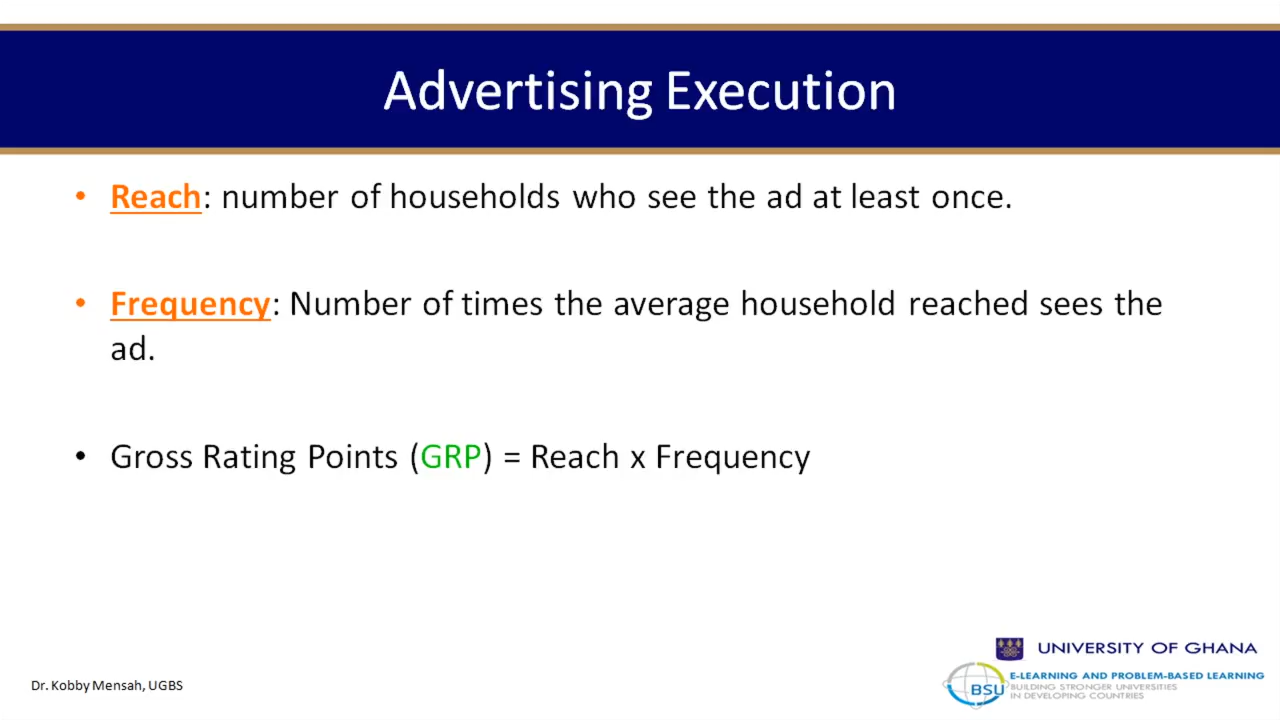 Advertising Execution
• Reach: number of households who see the ad at least once.
• Frequency: Number of times the average household reached sees the
ad.
• Gross Rating Points (GRP) = Reach x Frequency
Dr. Kobby Mensah, UGBS
UNIVERSITY OF GHANA
BSU
E-LEARNING AND PROBLEM-BASED LEARNING
BUILDING STRONGER UNIVERSITIES
IN DEVELOPING COUNTRIES